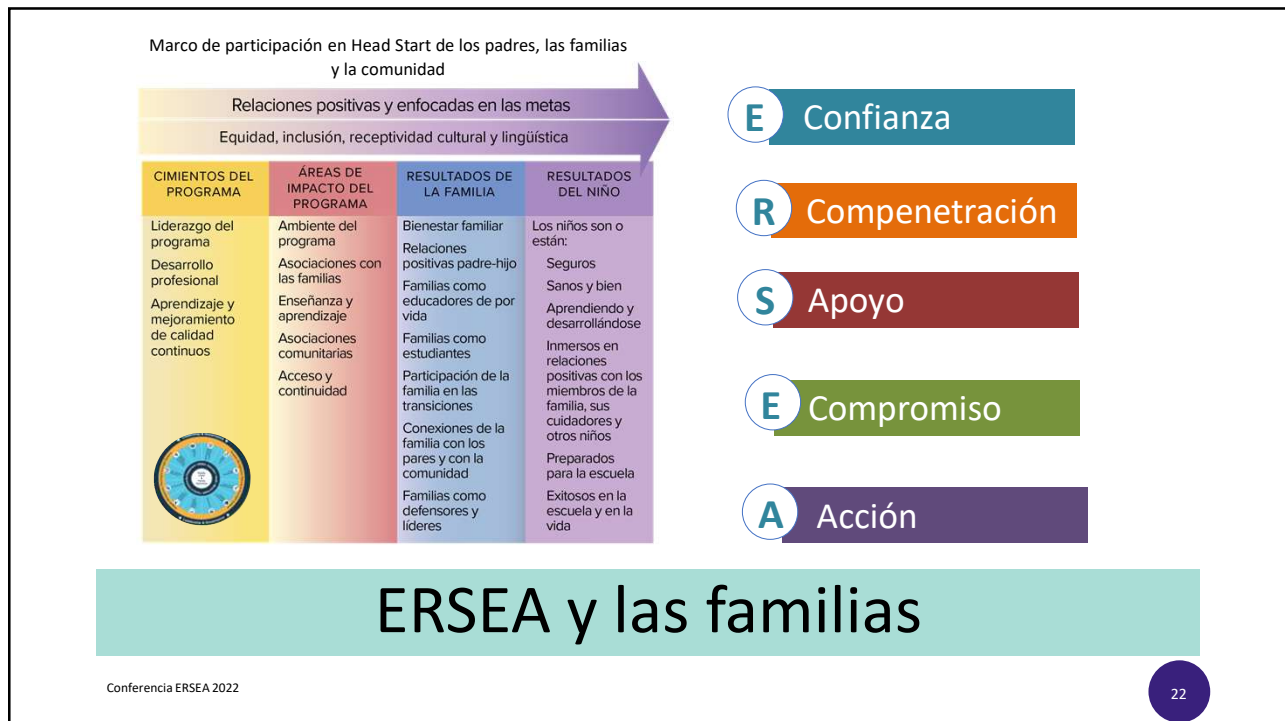 Marco de participación en Head Start de los padres, las familias
y la comunidad
Relaciones positivas y enfocadas en las metas
Equidad, inclusión, receptividad cultural y lingüística
CIMIENTOS DEL
PROGRAMA
Liderazgo del
programa
Desarrollo
profesional
Aprendizaje y
mejoramiento
de calidad
continuos
ÁREAS DE
IMPACTO DEL
PROGRAMA
Ambiente del
programa
Asociaciones con
las familias
Enseñanza y
aprendizaje
Asociaciones
comunitarias
Acceso y
continuidad
RESULTADOS DE
LA FAMILIA
Bienestar familiar
Relaciones
positivas padre-hijo
Familias como
educadores de por
vida
Familias como
estudiantes
Participación de la
familia en las
transiciones
Conexiones de la
familia con los
pares y con la
comunidad
Familias como
defensores y
líderes
RESULTADOS
DEL NIÑO
Los niños son o
están:
Seguros
Sanos y bien
Aprendiendo y
desarrollándose
Inmersos en
relaciones
positivas con los
miembros de la
familia, sus
cuidadores y
otros niños
Preparados
para la escuela
Exitosos en la
escuela y en la
vida
E Confianza
R Compenetración
S Apoyo
E Compromiso
A Acción
ERSEA y las familias
Conferencia ERSEA 2022
22